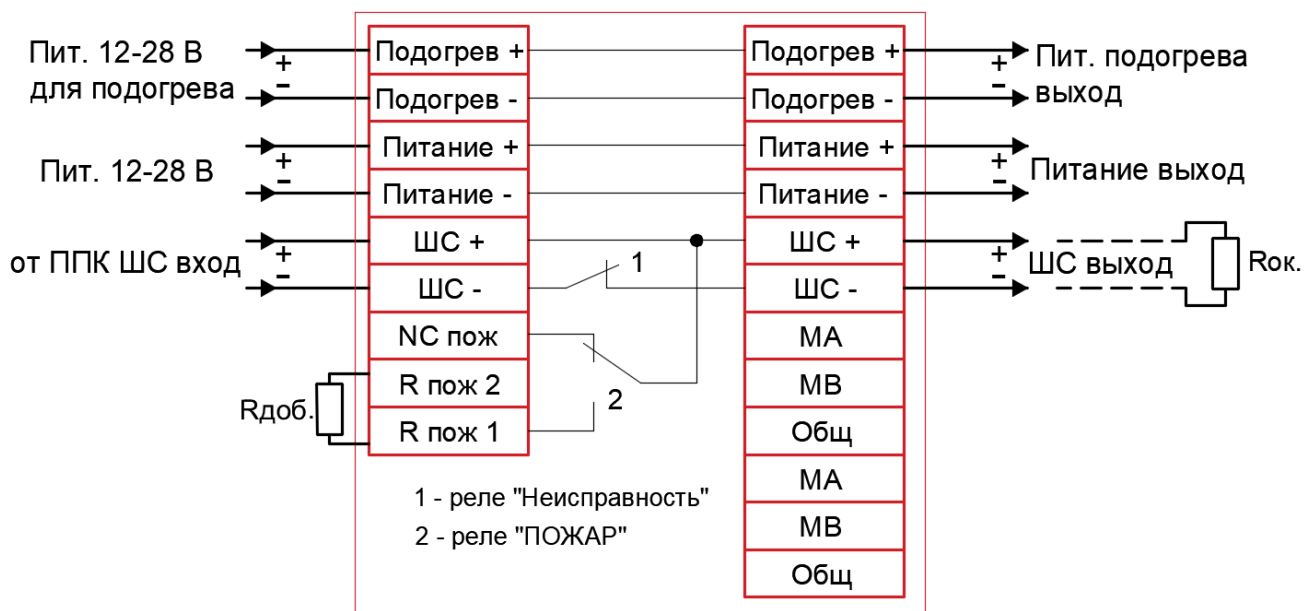 Пит. 12-28 В
для подогрева
+
-
Пит. 12-28 В
+
-
от ППК ШС вход
+
-
Rдоб.
Подогрев +
Подогрев -
Питание +
Питание -
ШС +
ШС -
NC пож
R пож 2
R пож 1
1
2
1 - реле "Неисправность"
2 - реле "ПОЖАР"
Подогрев +
Подогрев -
Питание +
Питание -
ШС +
ШС -
МА
МВ
Общ
МА
МВ
Общ
+
-
Пит. подогрева
выход
+
-
Питание выход
+
-
ШС выход
Rок.